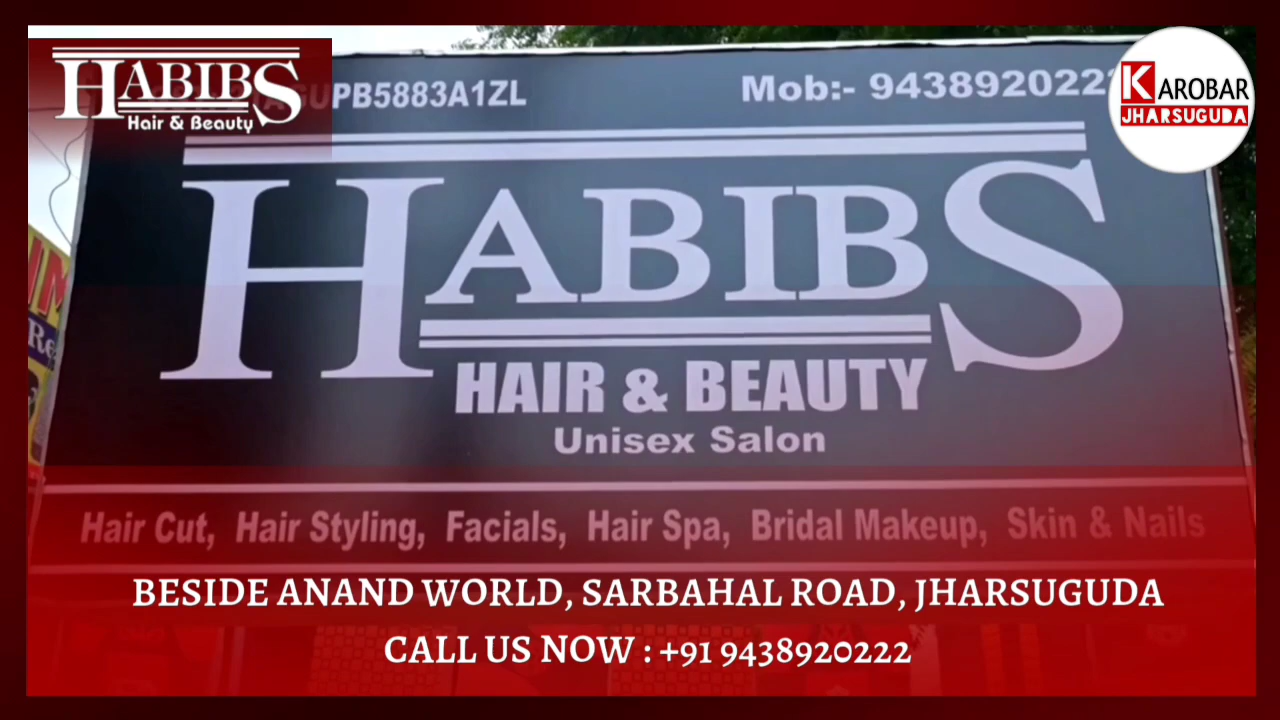 HABIBS
Hair & Beauty
UPB5883A1ZL
Mob:- 943892022
KAROBAR
JHARSUGUDA
HABIBS
HAIR & BEAUTY
Unisex Salon
Hair Cut, Hair Styling, Facials, Hair Spa, Bridal Makeup, Skin & Nails
BESIDE ANAND WORLD, SARBAHAL ROAD, JHARSUGUDA
CALL US NOW : +91 9438920222